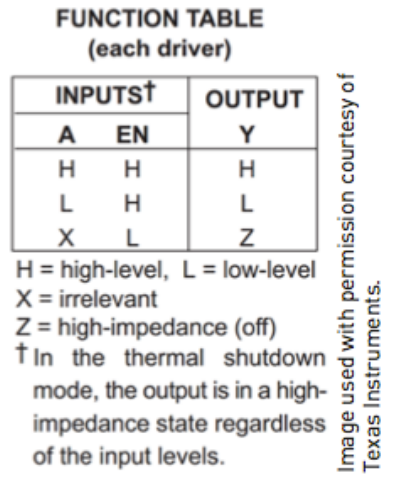 FUNCTION TABLE
(each driver)
INPUTS† OUTPUT
A EN Y
H H H
L H L
X L Z
H = high-level, L = low-level
X = irrelevant
Z = high-impedance (off)
† In the thermal shutdown
mode, the output is in a high-
impedance state regardless
of the input levels.
Image used with permission courtesy of
Texas Instruments.